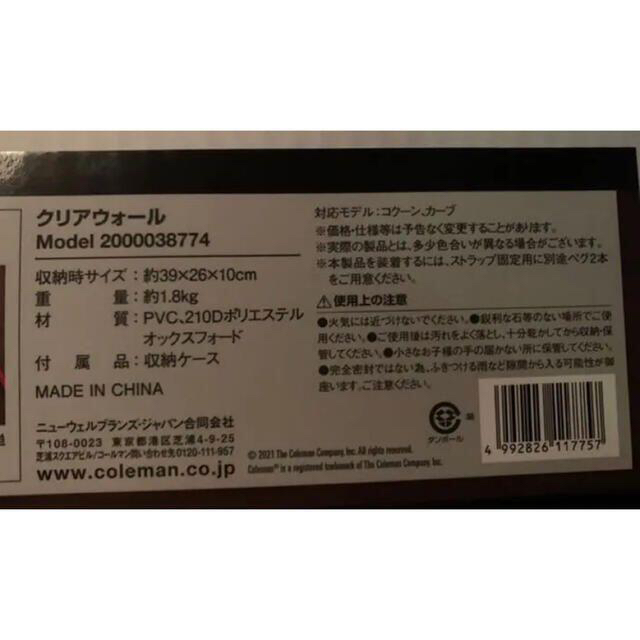 クリアウォール
Model 2000038774
収納時サイズ：約39×26×10cm
重　　量：約1.8kg
材　　質：PVC、210Dポリエステル
オックスフォード
付 属 品：収納ケース
MADE IN CHINA
ニューウェルブランズ・ジャパン合同会社
〒108-0023 東京都港区芝浦4-9-25
芝浦スクエアビル/コールマン問い合わせ先0120-111-957
www.coleman.co.jp
対応モデル：コクーン、カーブ
※価格・仕様等は予告なく変更することがあります。
※実際の製品とは、多少色合いが異なる場合がございます。
※本製品を装着するには、ストラップ固定用に別途ペグ2本
をご用意ください。
⚠使用上の注意
●火気には近づけないでください。●鋭利な石等のない場所でご使
用ください。●ご使用後は汚れをよく落とし、十分乾かしてから収納・保
管してください。●小さなお子様の手の届かない所に保管してください。
●完全密封ではない為、ふきつける雨など隙間から入る可能性が御
座います。ご注意ください。
箱
ダンボール
© 2021 The Coleman Company, Inc. All rights reserved.
Coleman® is a registered trademark of The Coleman Company, Inc.
4 992826 117757